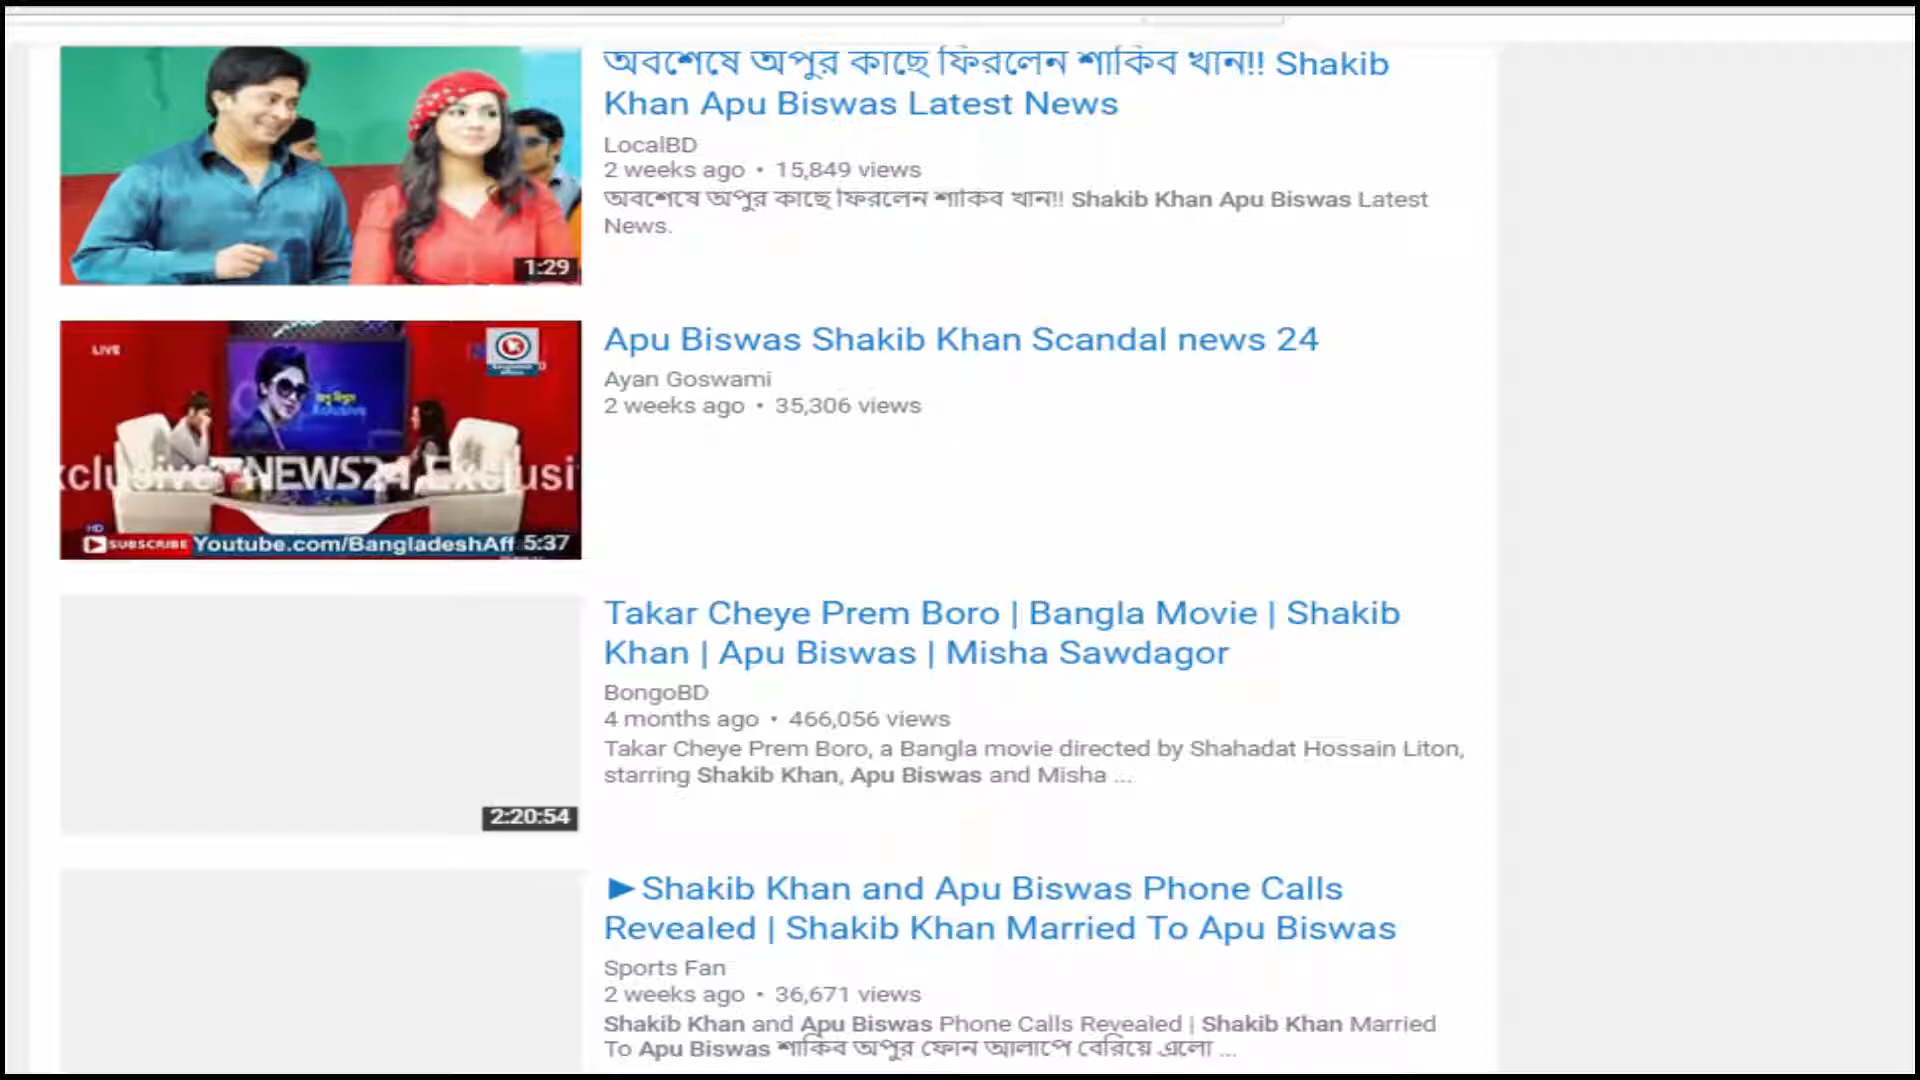 অবশেষে অপুর কাছে ফিরলেন শাকিব খান!! Shakib
Khan Apu Biswas Latest News
LocalBD
2 weeks ago • 15,849 views
অবশেষে অপুর কাছে ফিরলেন শাকিব খান!! Shakib Khan Apu Biswas Latest
News.
1:29
LIVE
Apu Biswas Shakib Khan Scandal news 24
Ayan Goswami
2 weeks ago • 35,306 views
xclusive NEWS24 Exclusi
HD
SUBSCRIBE Youtube.com/BangladeshAff 5:37
Takar Cheye Prem Boro | Bangla Movie | Shakib
Khan | Apu Biswas | Misha Sawdagor
BongoBD
4 months ago • 466,056 views
Takar Cheye Prem Boro, a Bangla movie directed by Shahadat Hossain Liton,
starring Shakib Khan, Apu Biswas and Misha ...
2:20:54
►Shakib Khan and Apu Biswas Phone Calls
Revealed | Shakib Khan Married To Apu Biswas
Sports Fan
2 weeks ago • 36,671 views
Shakib Khan and Apu Biswas Phone Calls Revealed | Shakib Khan Married
To Apu Biswas শাকিব অপুর ফোন আলাপে বেরিয়ে এলো ...